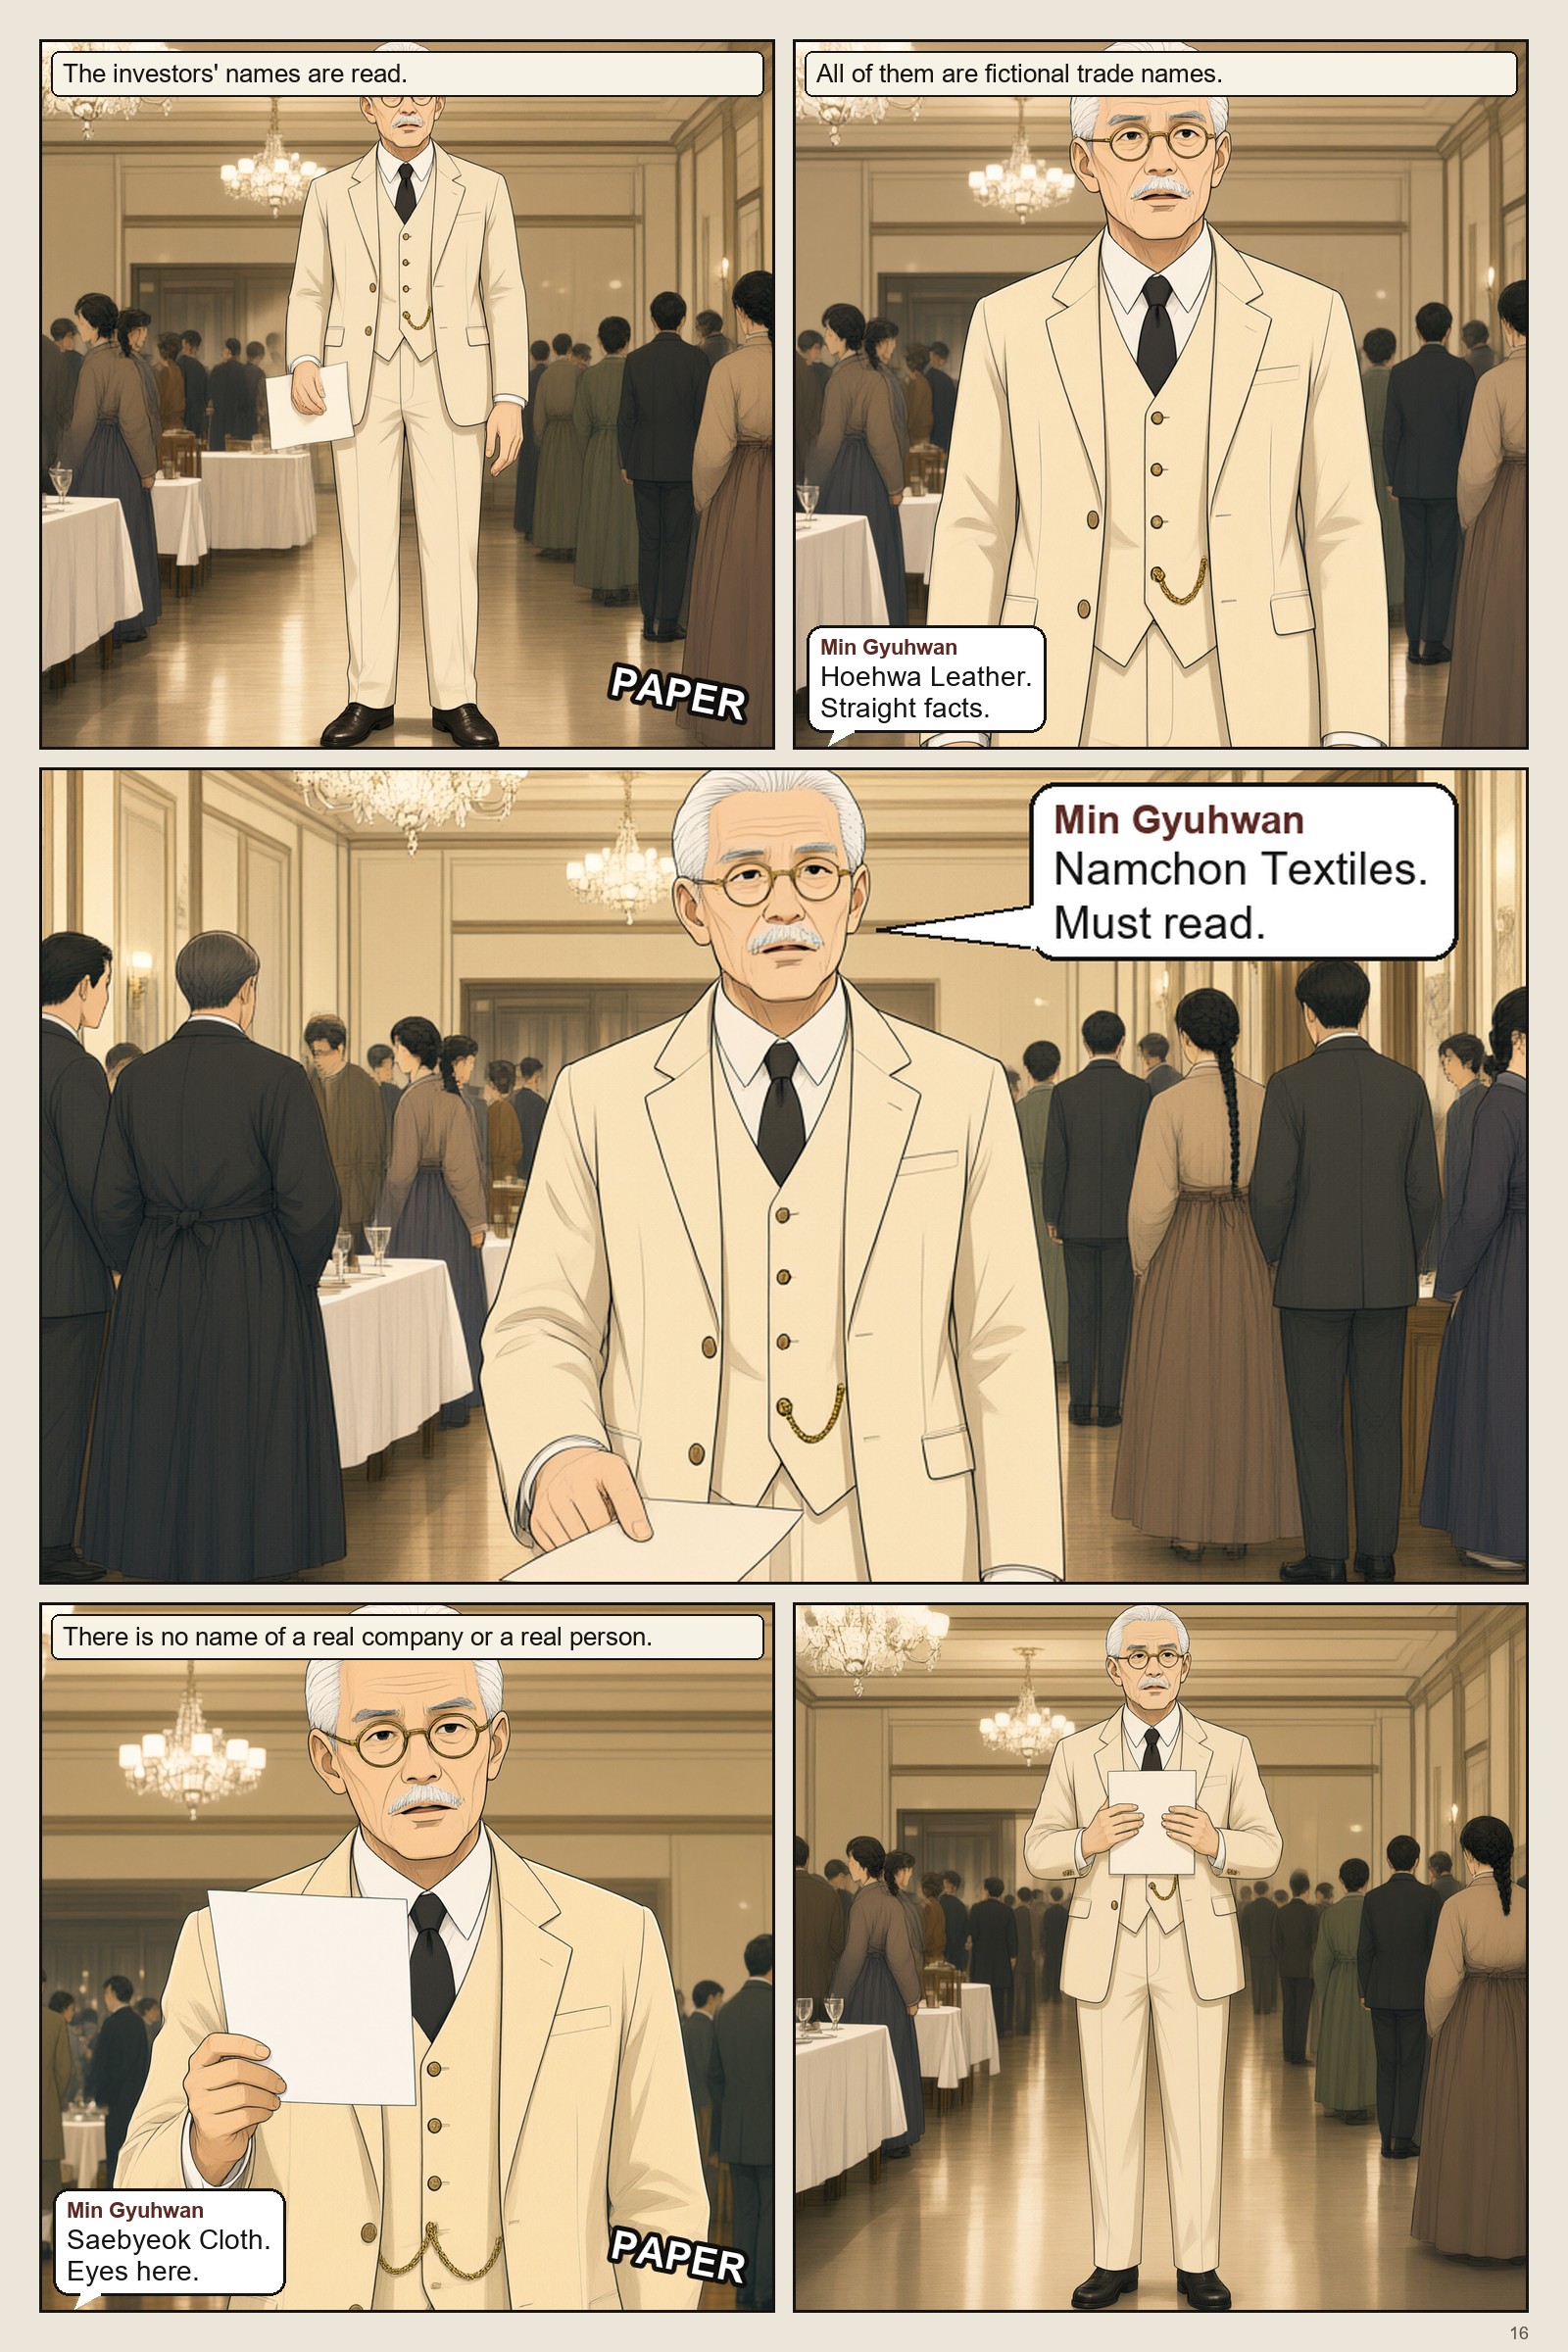 The investors' names are read.
PAPER
All of them are fictional trade names.
Min Gyuhwan
Hoehwa Leather.
Straight facts.
Min Gyuhwan
Namchon Textiles.
Must read.
There is no name of a real company or a real person.
Min Gyuhwan
Saebyeok Cloth.
Eyes here.
PAPER
16